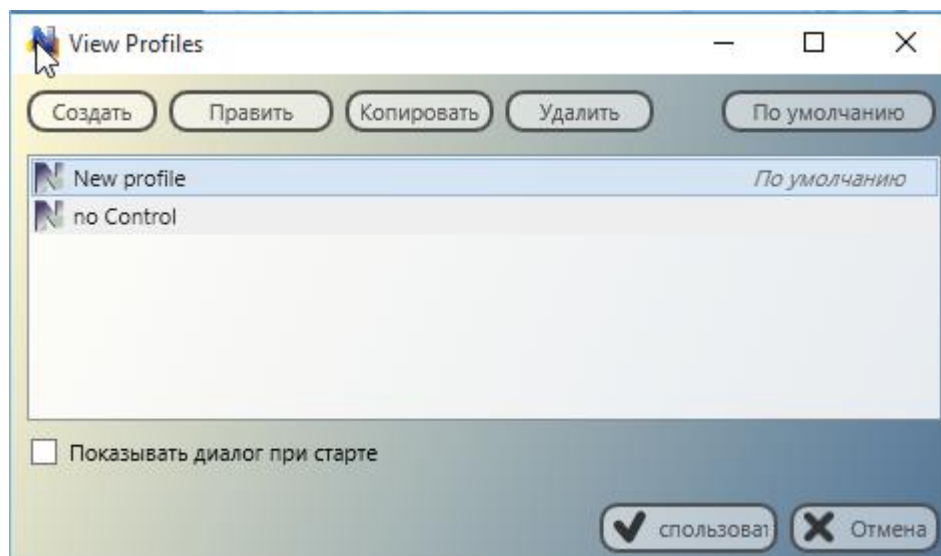 View Profiles
Создать Править Копировать Удалить По умолчанию
New profile По умолчанию
no Control
Показывать диалог при старте
спользоват Отмена